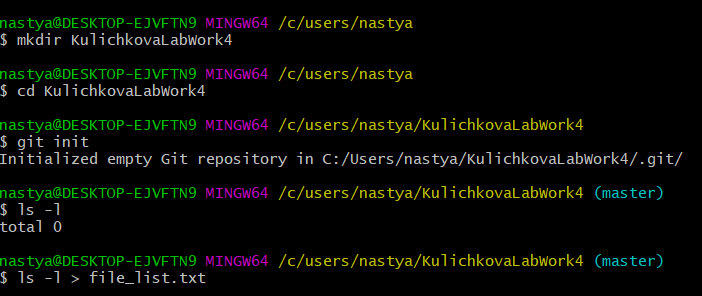 nastya@DESKTOP-EJVFTN9 MINGW64 /c/users/nastya
$ mkdir KulichkovaLabWork4
nastya@DESKTOP-EJVFTN9 MINGW64 /c/users/nastya
$ cd KulichkovaLabWork4
nastya@DESKTOP-EJVFTN9 MINGW64 /c/users/nastya/KulichkovaLabWork4
$ git init
Initialized empty Git repository in C:/Users/nastya/KulichkovaLabWork4/.git/
nastya@DESKTOP-EJVFTN9 MINGW64 /c/users/nastya/KulichkovaLabWork4 (master)
$ ls -l
total 0
nastya@DESKTOP-EJVFTN9 MINGW64 /c/users/nastya/KulichkovaLabWork4 (master)
$ ls -l > file_list.txt